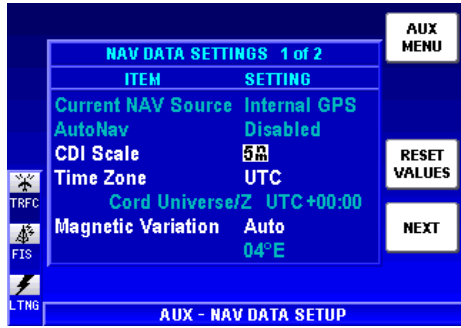 AUX
MENU
NAV DATA SETTINGS 1 of 2
ITEM SETTING
Current NAV Source Internal GPS
AutoNav Disabled
CDI Scale 5nm
Time Zone UTC
Cord Universe/Z UTC+00:00
Magnetic Variation Auto
04°E
RESET
VALUES
NEXT
TRFC
FIS
LTNG
AUX - NAV DATA SETUP